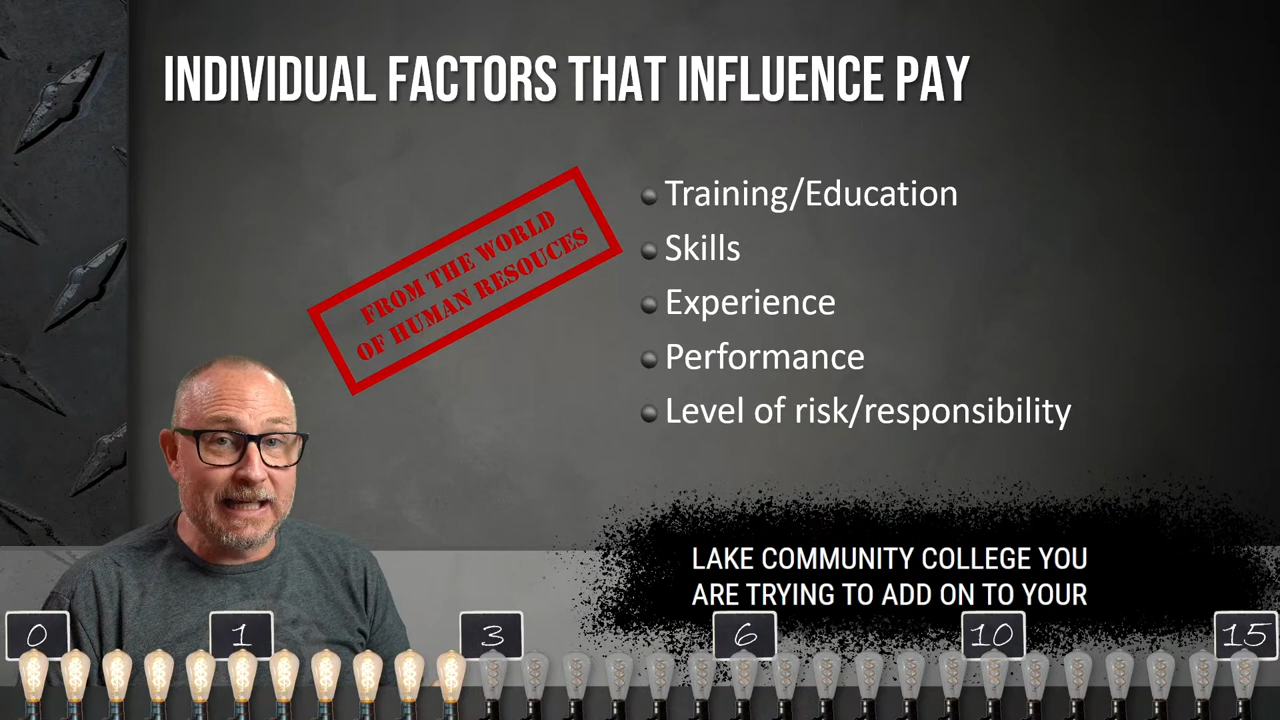 INDIVIDUAL FACTORS THAT INFLUENCE PAY
FROM THE WORLD
OF HUMAN RESOUCES
Training/Education
Skills
Experience
Performance
Level of risk/responsibility
LAKE COMMUNITY COLLEGE YOU
ARE TRYING TO ADD ON TO YOUR
0 1 3 6 10 15